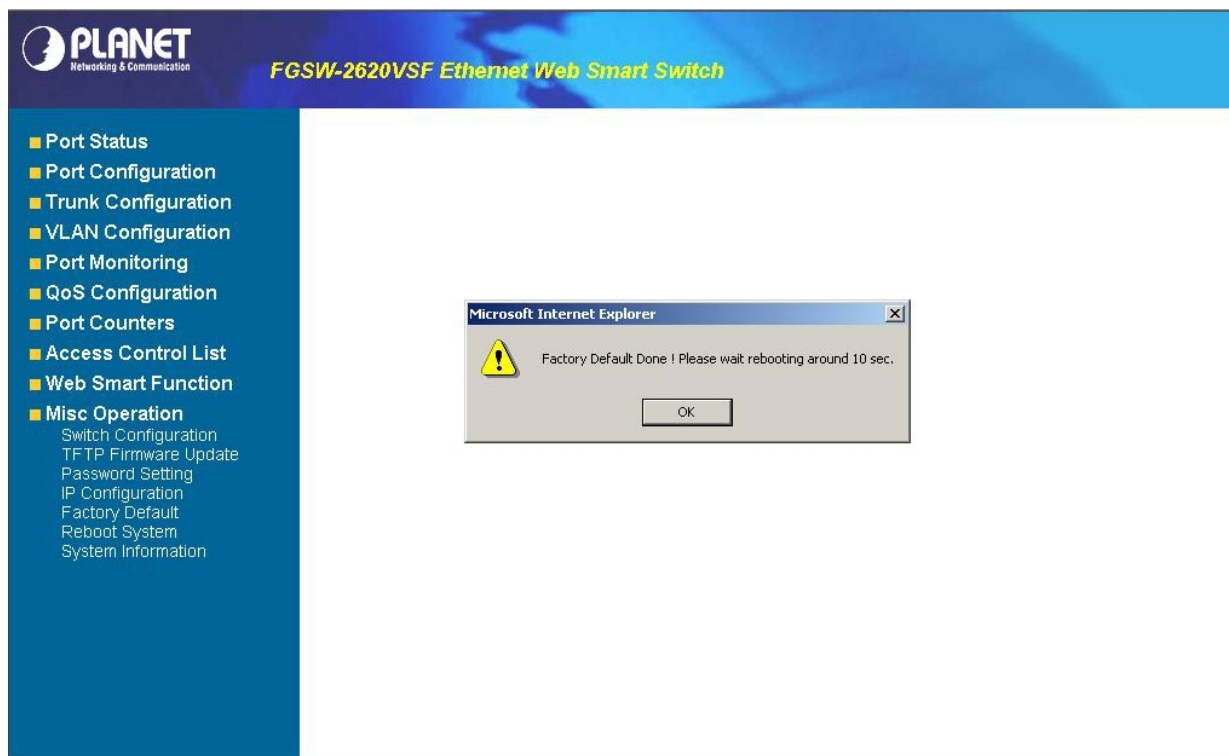 PLANET
Networking & Communication
FGSW-2620VSF Ethernet Web Smart Switch
Port Status
Port Configuration
Trunk Configuration
VLAN Configuration
Port Monitoring
QoS Configuration
Port Counters
Access Control List
Web Smart Function
Misc Operation
Switch Configuration
TFTP Firmware Update
Password Setting
IP Configuration
Factory Default
Reboot System
System Information
Microsoft Internet Explorer
Factory Default Done ! Please wait rebooting around 10 sec.
OK